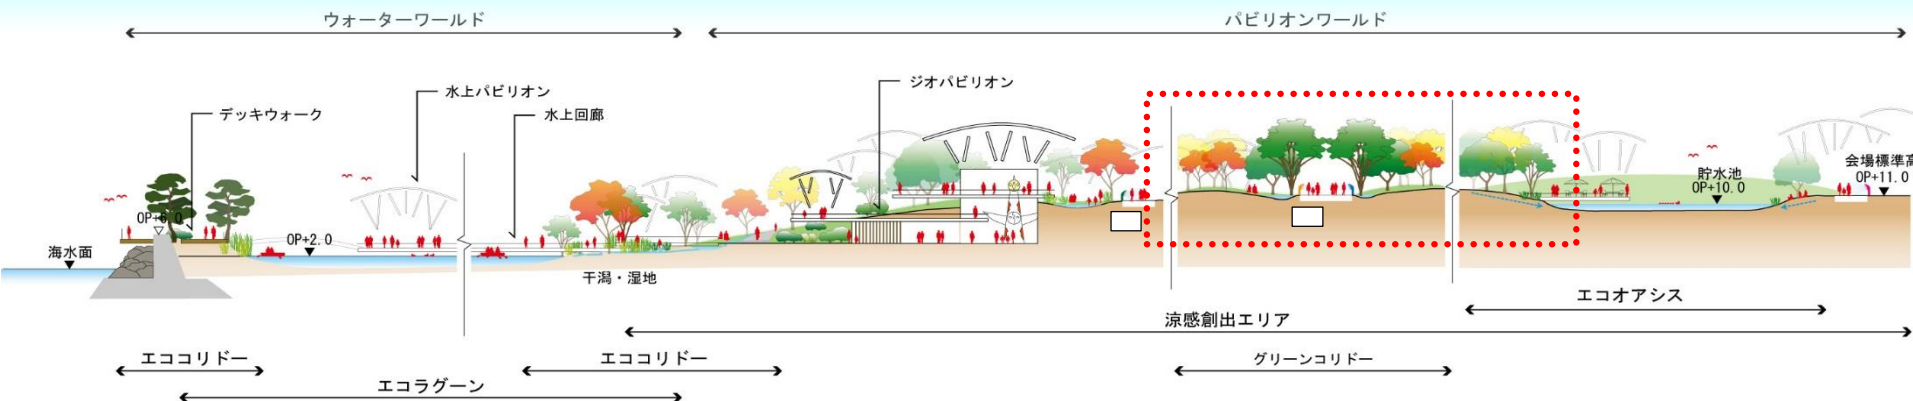 ウォーターワールド
パビリオンワールド
水上パビリオン
ジオパビリオン
デッキウォーク
水上回廊
会場標準高
OP+11.0
貯水池
OP+10.0
OP+6.0
OP+2.0
海水面
干潟・湿地
エコオアシス
涼感創出エリア
エココリドー
エココリドー
グリーンコリドー
エコラグーン